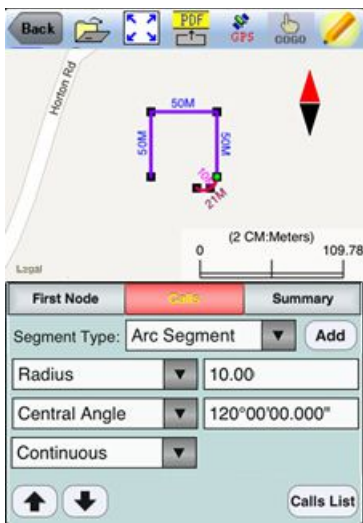 Back
PDF
GPS
COGO
Horton Rd
50M
50M
50M
10M
21M
(2 CM:Meters)
0 109.78
Legal
First Node Calls Summary
Segment Type: Arc Segment Add
Radius 10.00
Central Angle 120°00'00.000"
Continuous
Calls List